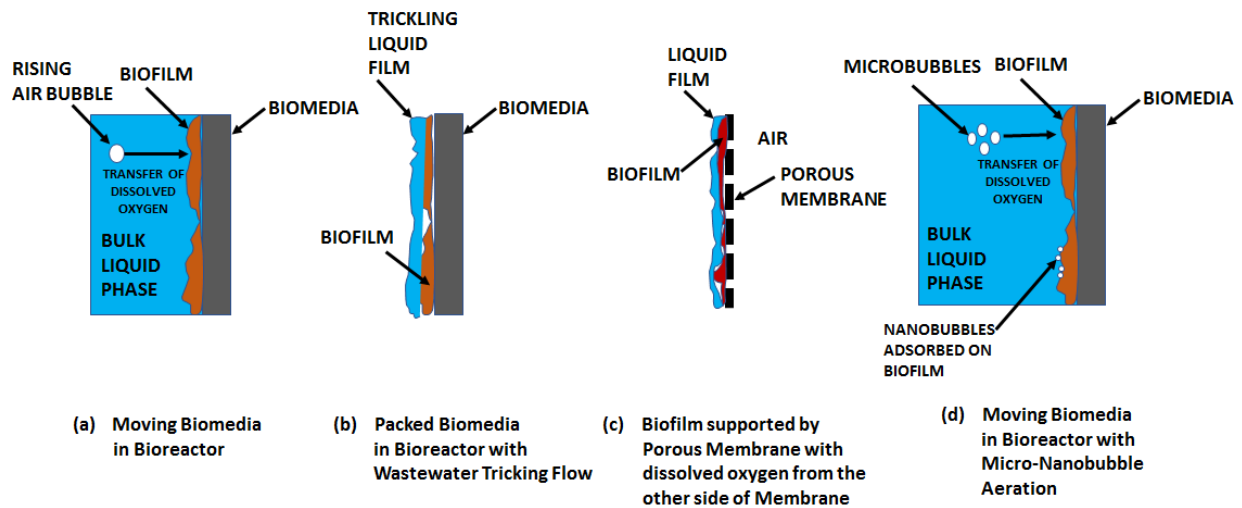 RISING
AIR BUBBLE
BIOFILM
BIOMEDIA
TRANSFER OF
DISSOLVED
OXYGEN
BULK
LIQUID
PHASE
(a) Moving Biomedia
in Bioreactor
TRICKLING
LIQUID
FILM
BIOMEDIA
BIOFILM
(b) Packed Biomedia
in Bioreactor with
Wastewater Tricking Flow
LIQUID
FILM
AIR
BIOFILM
POROUS
MEMBRANE
(c) Biofilm supported by
Porous Membrane with
dissolved oxygen from the
other side of Membrane
MICROBUBBLES
BIOFILM
BIOMEDIA
TRANSFER OF
DISSOLVED
OXYGEN
BULK
LIQUID
PHASE
NANOBUBBLES
ADSORBED ON
BIOFILM
(d) Moving Biomedia
in Bioreactor with
Micro-Nanobubble
Aeration